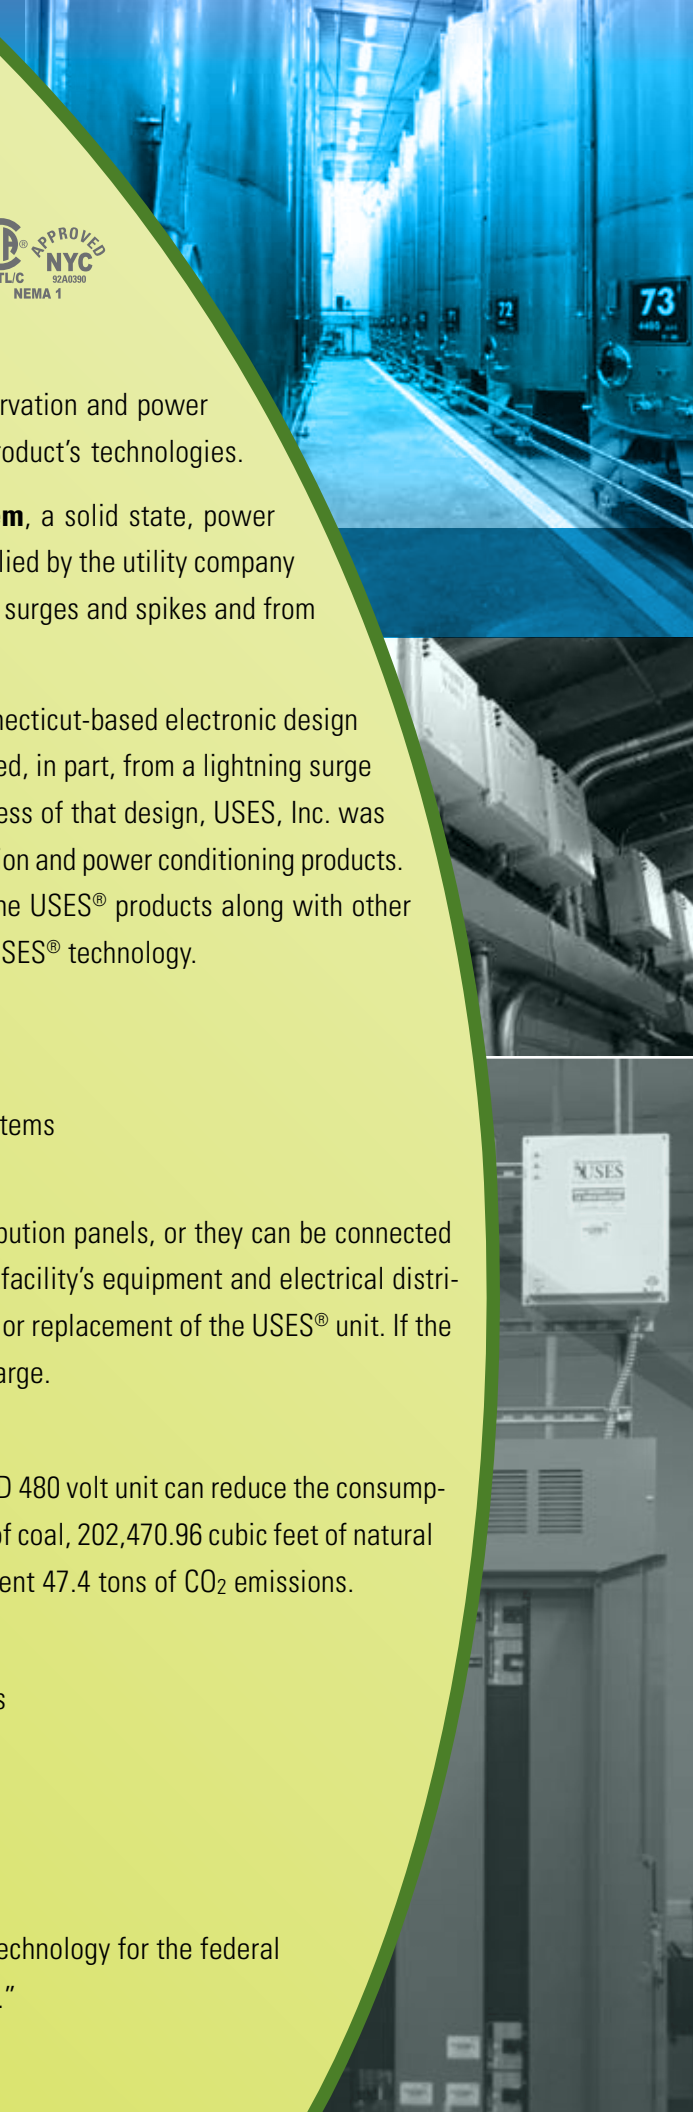 APPROVED
NYC
TL/C
92A0390
NEMA 1
73
72
71
rvation and power
roduct's technologies.
m, a solid state, power
lied by the utility company
surges and spikes and from
necticut-based electronic design
ed, in part, from a lightning surge
ess of that design, USES, Inc. was
ion and power conditioning products.
he USES® products along with other
SES® technology.
tems
bution panels, or they can be connected
facility's equipment and electrical distri-
or replacement of the USES® unit. If the
arge.
USES
D 480 volt unit can reduce the consump-
of coal, 202,470.96 cubic feet of natural
ent 47.4 tons of CO2 emissions.
s
echnology for the federal
."